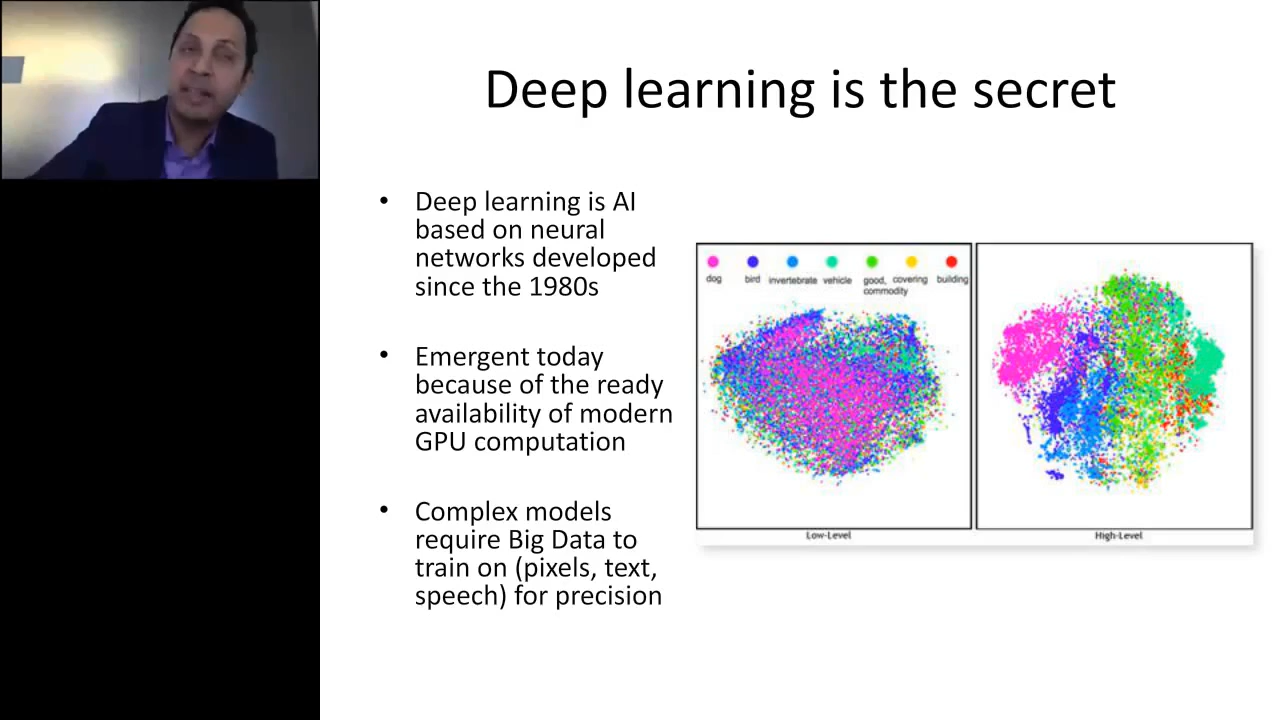 Deep learning is the secret
• Deep learning is AI
based on neural
networks developed
since the 1980s
• Emergent today
because of the ready
availability of modern
GPU computation
• Complex models
require Big Data to
train on (pixels, text,
speech) for precision
dog bird invertebrate vehicle good, covering building
commodity
Low-Level
High-Level